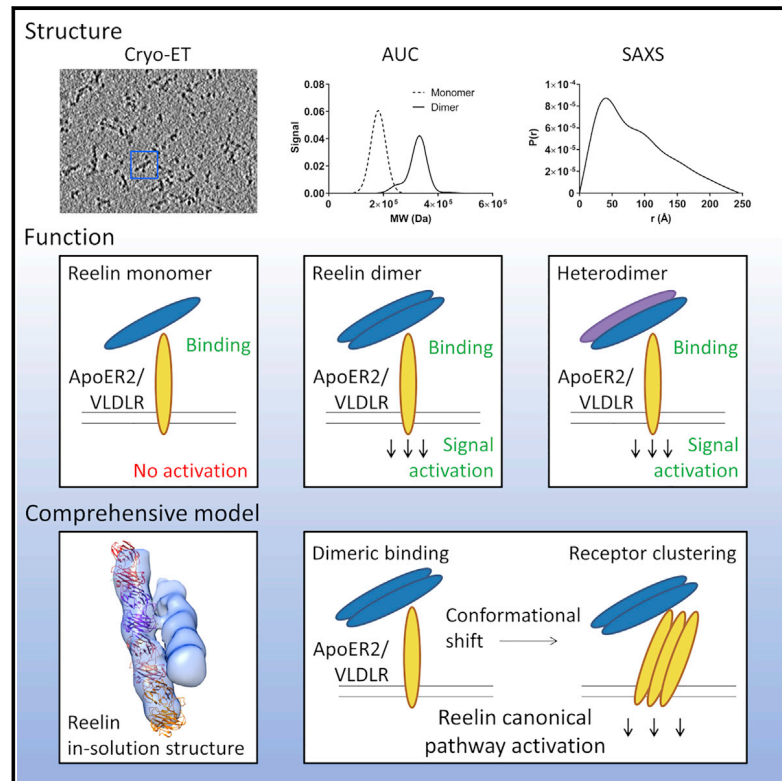 Structure
Cryo-ET
AUC
SAXS
0.08
0.06
0.04
0.02
0.00
Signal
Monomer
Dimer
0
2×10⁵
4×10⁵
6×10⁵
MW (Da)
1×10⁻⁴
8×10⁻⁵
6×10⁻⁵
4×10⁻⁵
2×10⁻⁵
0
P(r)
0
50
100
150
200
250
r (Å)
Function
Reelin monomer
Binding
ApoER2/
VLDLR
No activation
Reelin dimer
Binding
ApoER2/
VLDLR
Signal
activation
Heterodimer
Binding
ApoER2/
VLDLR
Signal
activation
Comprehensive model
Reelin
in-solution structure
Dimeric binding
Receptor clustering
Conformational
shift
ApoER2/
VLDLR
Reelin canonical
pathway activation